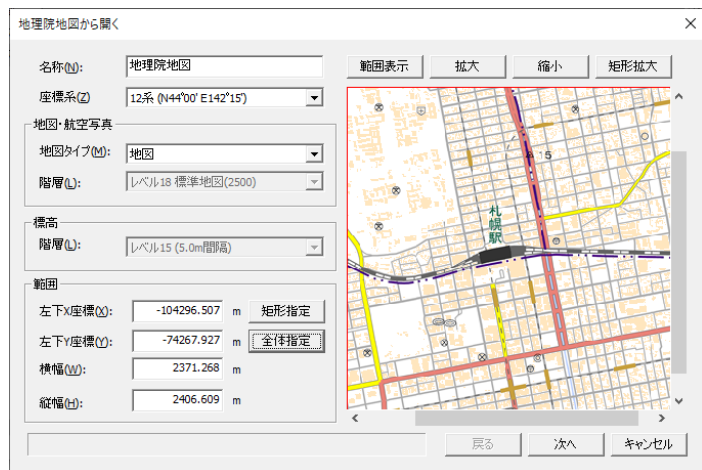 地理院地図から開く
名称(N): 地理院地図
座標系(Z) 12系 (N44°00' E142°15')
地図・航空写真
地図タイプ(M): 地図
階層(L): レベル18 標準地図(2500)
標高
階層(L): レベル15 (5.0m間隔)
範囲
左下X座標(X): -104296.507 m 矩形指定
左下Y座標(Y): -74267.927 m 全体指定
横幅(W): 2371.268 m
縦幅(H): 2406.609 m
範囲表示 拡大 縮小 矩形拡大
15
札幌駅
戻る 次へ キャンセル